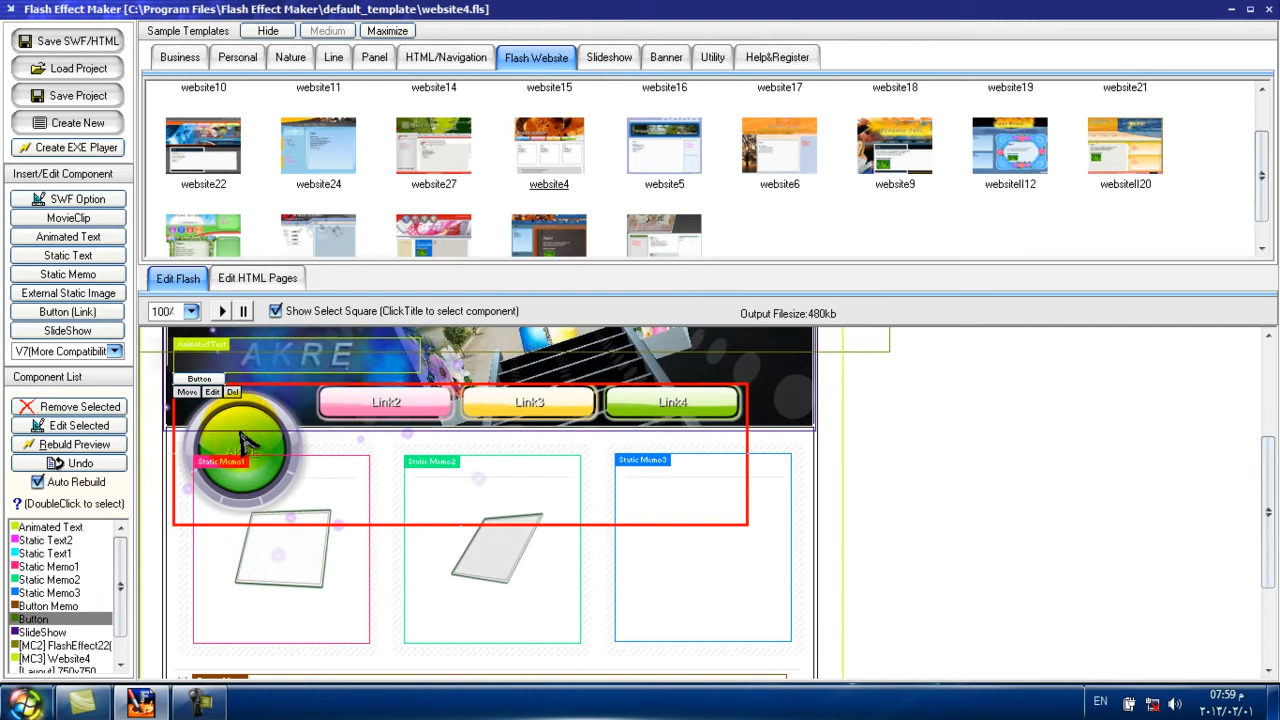 Flash Effect Maker [C:\Program Files\Flash Effect Maker\default_template\website4.fls]
Save SWF/HTML
Load Project
Save Project
Create New
Create EXE Player
Insert/Edit Component
SWF Option
MovieClip
Animated Text
Static Text
Static Memo
External Static Image
Button (Link)
SlideShow
V7(More Compatibilit
Component List
Remove Selected
Edit Selected
Rebuild Preview
Undo
Auto Rebuild
?(DoubleClick to select)
Animated Text
Static Text2
Static Text1
Static Memo1
Static Memo2
Static Memo3
Button Memo
Button
SlideShow
[MC2] FlashEffect22(
[MC3] Website4
[Layout] 750x750
Sample Templates Hide Medium Maximize
Business Personal Nature Line Panel HTML/Navigation Flash Website Slideshow Banner Utility Help&Register
website10 website11 website14 website15 website16 website17 website18 website19 website21
website22 website24 website27 website4 website5 website6 website9 websitell12 websitell20
Edit Flash Edit HTML Pages
100% Show Select Square (ClickTitle to select component) Output Filesize:480kb
Animated Text
AKRE
Button
Move Edit Del
Link2 Link3 Link4
AKRE
Static Memo1 Static Memo2 Static Memo3
EN
07:59 م
٢٠١٣/٠٢/٠١